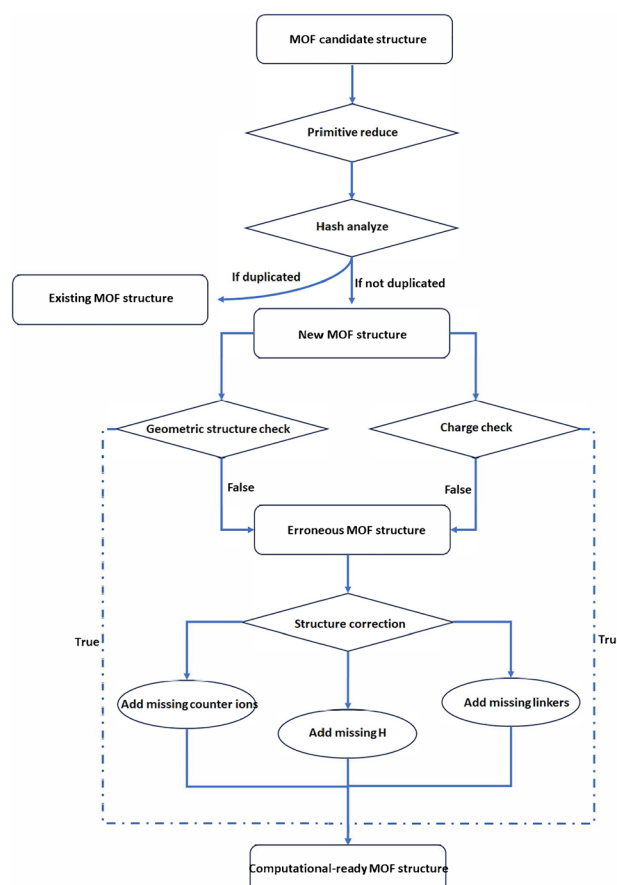 MOF candidate structure
Primitive reduce
Hash analyze
If duplicated
If not duplicated
Existing MOF structure
New MOF structure
Geometric structure check
Charge check
False
False
Erroneous MOF structure
Structure correction
True
Tru
Add missing counter ions
Add missing H
Add missing linkers
Computational-ready MOF structure